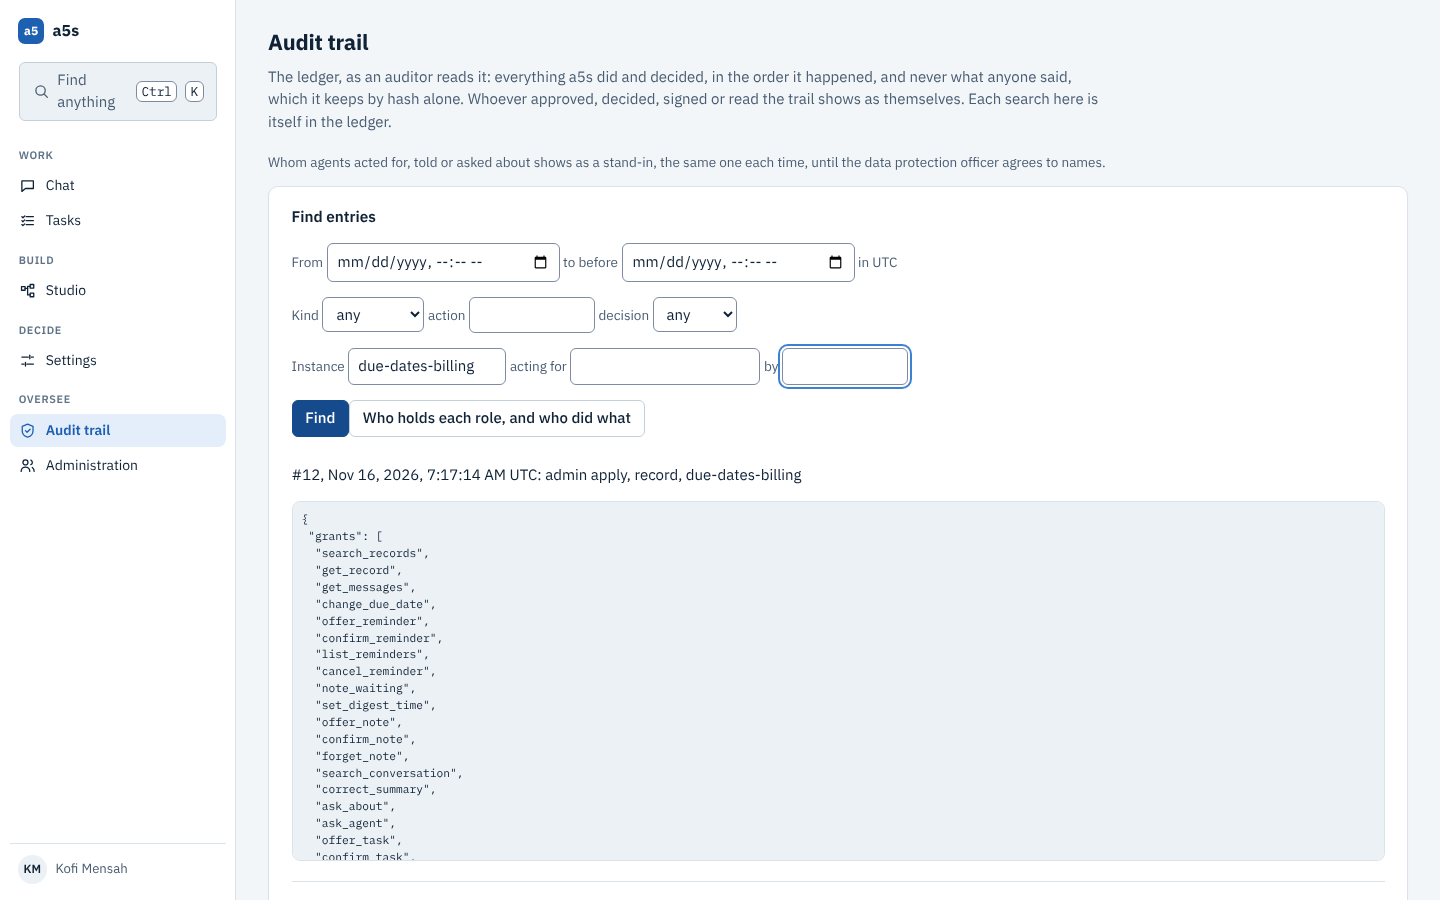 a5 a5s
Find anything Ctrl K
WORK
Chat
Tasks
BUILD
Studio
DECIDE
Settings
OVERSEE
Audit trail
Administration
KM Kofi Mensah
Audit trail
The ledger, as an auditor reads it: everything a5s did and decided, in the order it happened, and never what anyone said,
which it keeps by hash alone. Whoever approved, decided, signed or read the trail shows as themselves. Each search here is
itself in the ledger.
Whom agents acted for, told or asked about shows as a stand-in, the same one each time, until the data protection officer agrees to names.
Find entries
From mm/dd/yyyy, --:-- -- to before mm/dd/yyyy, --:-- -- in UTC
Kind any action decision any
Instance due-dates-billing acting for by
Find Who holds each role, and who did what
#12, Nov 16, 2026, 7:17:14 AM UTC: admin apply, record, due-dates-billing
{
"grants": [
"search_records",
"get_record",
"get_messages",
"change_due_date",
"offer_reminder",
"confirm_reminder",
"list_reminders",
"cancel_reminder",
"note_waiting",
"set_digest_time",
"offer_note",
"confirm_note",
"forget_note",
"search_conversation",
"correct_summary",
"ask_about",
"ask_agent",
"offer_task",
"confirm_task",